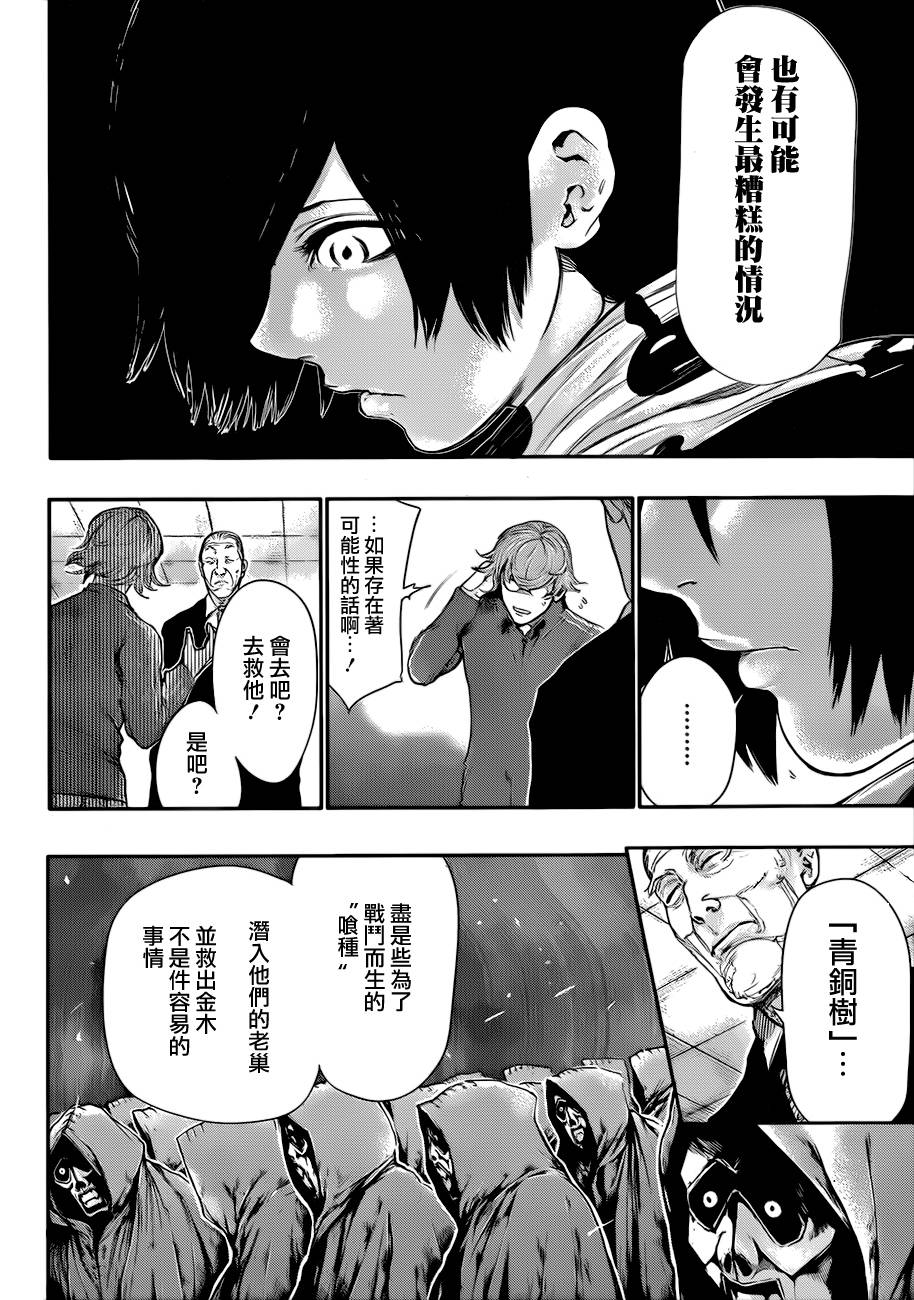 也有可能
會發生最糟糕的情況
⋯⋯⋯
⋯如果存在著
可能性的話啊⋯!
會去吧?
去救他!
是吧?
「青銅樹」⋯
盡是些為了
戰鬥而生的
"喰種"
潛入他們的老巢
並救出金木
不是件容易的
事情